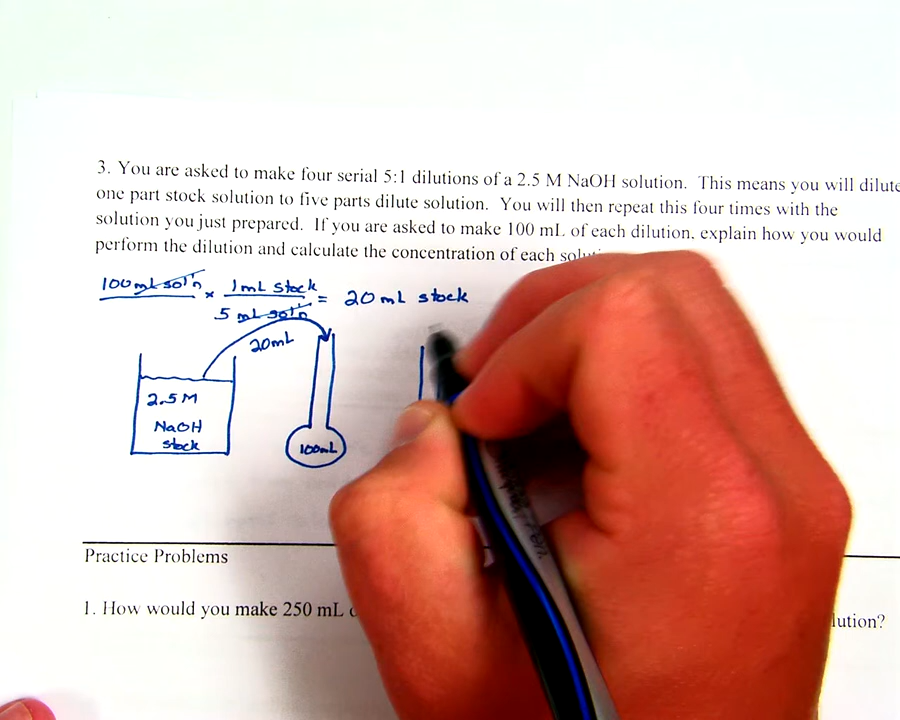 3. You are asked to make four serial 5:1 dilutions of a 2.5 M NaOH solution. This means you will dilute
one part stock solution to five parts dilute solution. You will then repeat this four times with the
solution you just prepared. If you are asked to make 100 mL of each dilution, explain how you would
perform the dilution and calculate the concentration of each
100 mL sol'n x 1 mL stock = 20 mL stock
5 mL sol'n
20 mL
2.5 M
NaOH
stock
100mL
Practice Problems
1. How would you make 250 mL lution?